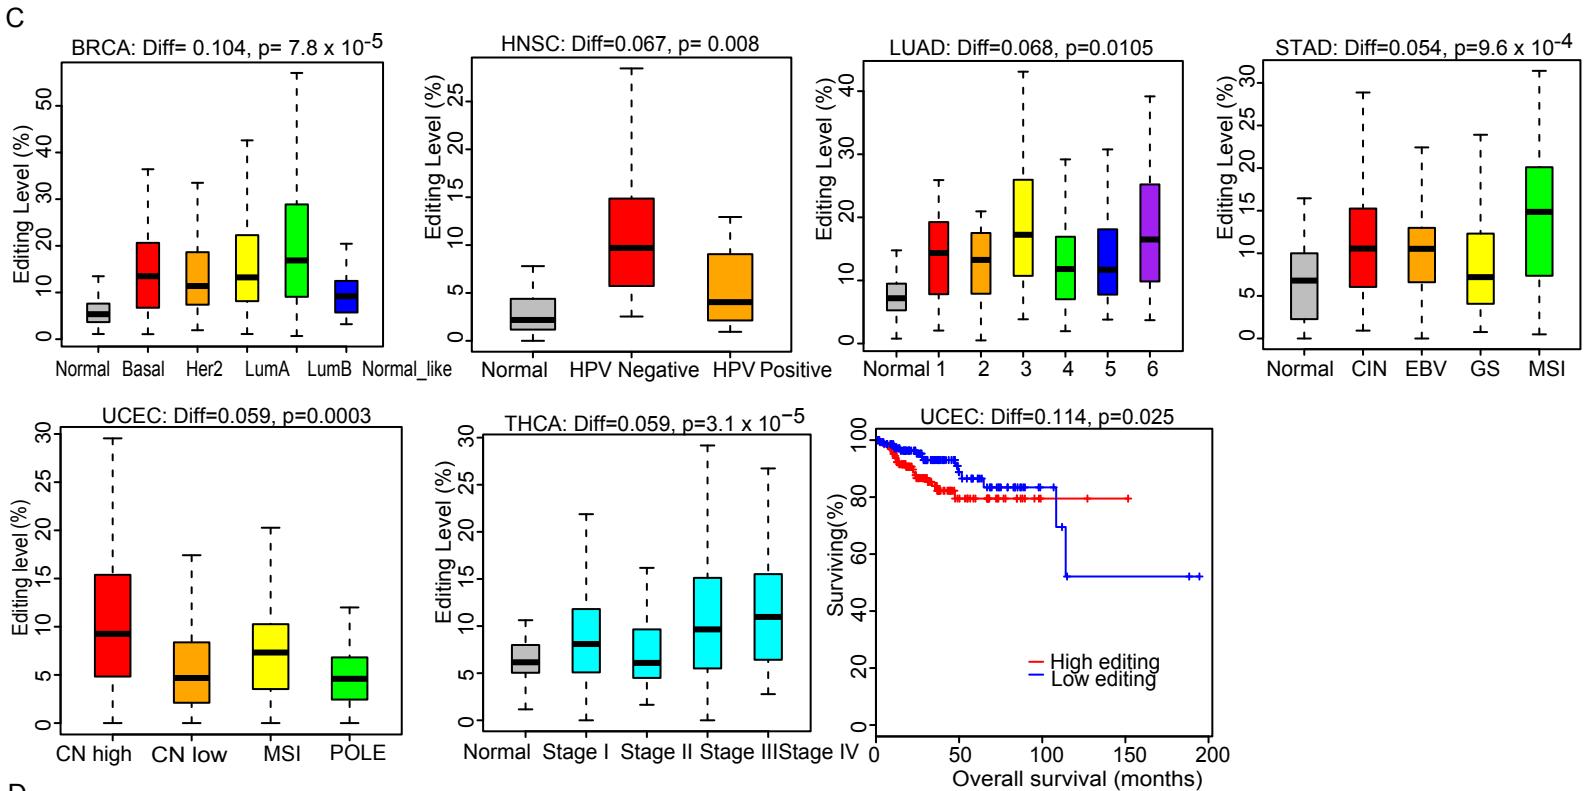 C
BRCA: Diff= 0.104, p= 7.8 x 10-5
Editing Level (%)
0
10
20
30
40
50
Normal Basal Her2 LumA LumB Normal_like
HNSC: Diff=0.067, p= 0.008
Editing Level (%)
0
5
10
15
20
25
Normal HPV Negative HPV Positive
LUAD: Diff=0.068, p=0.0105
Editing Level (%)
0
10
20
30
40
Normal 1 2 3 4 5 6
STAD: Diff=0.054, p=9.6 x 10-4
Editing Level (%)
0
5
10
15
20
25
30
Normal CIN EBV GS MSI
UCEC: Diff=0.059, p=0.0003
Editing level (%)
0
5
10
15
20
25
30
CN high CN low MSI POLE
THCA: Diff=0.059, p=3.1 x 10−5
Editing Level (%)
0
5
10
15
20
25
30
Normal Stage I Stage II Stage III Stage IV
UCEC: Diff=0.114, p=0.025
Surviving(%)
0
20
40
60
80
100
High editing
Low editing
0 50 100 150 200
Overall survival (months)